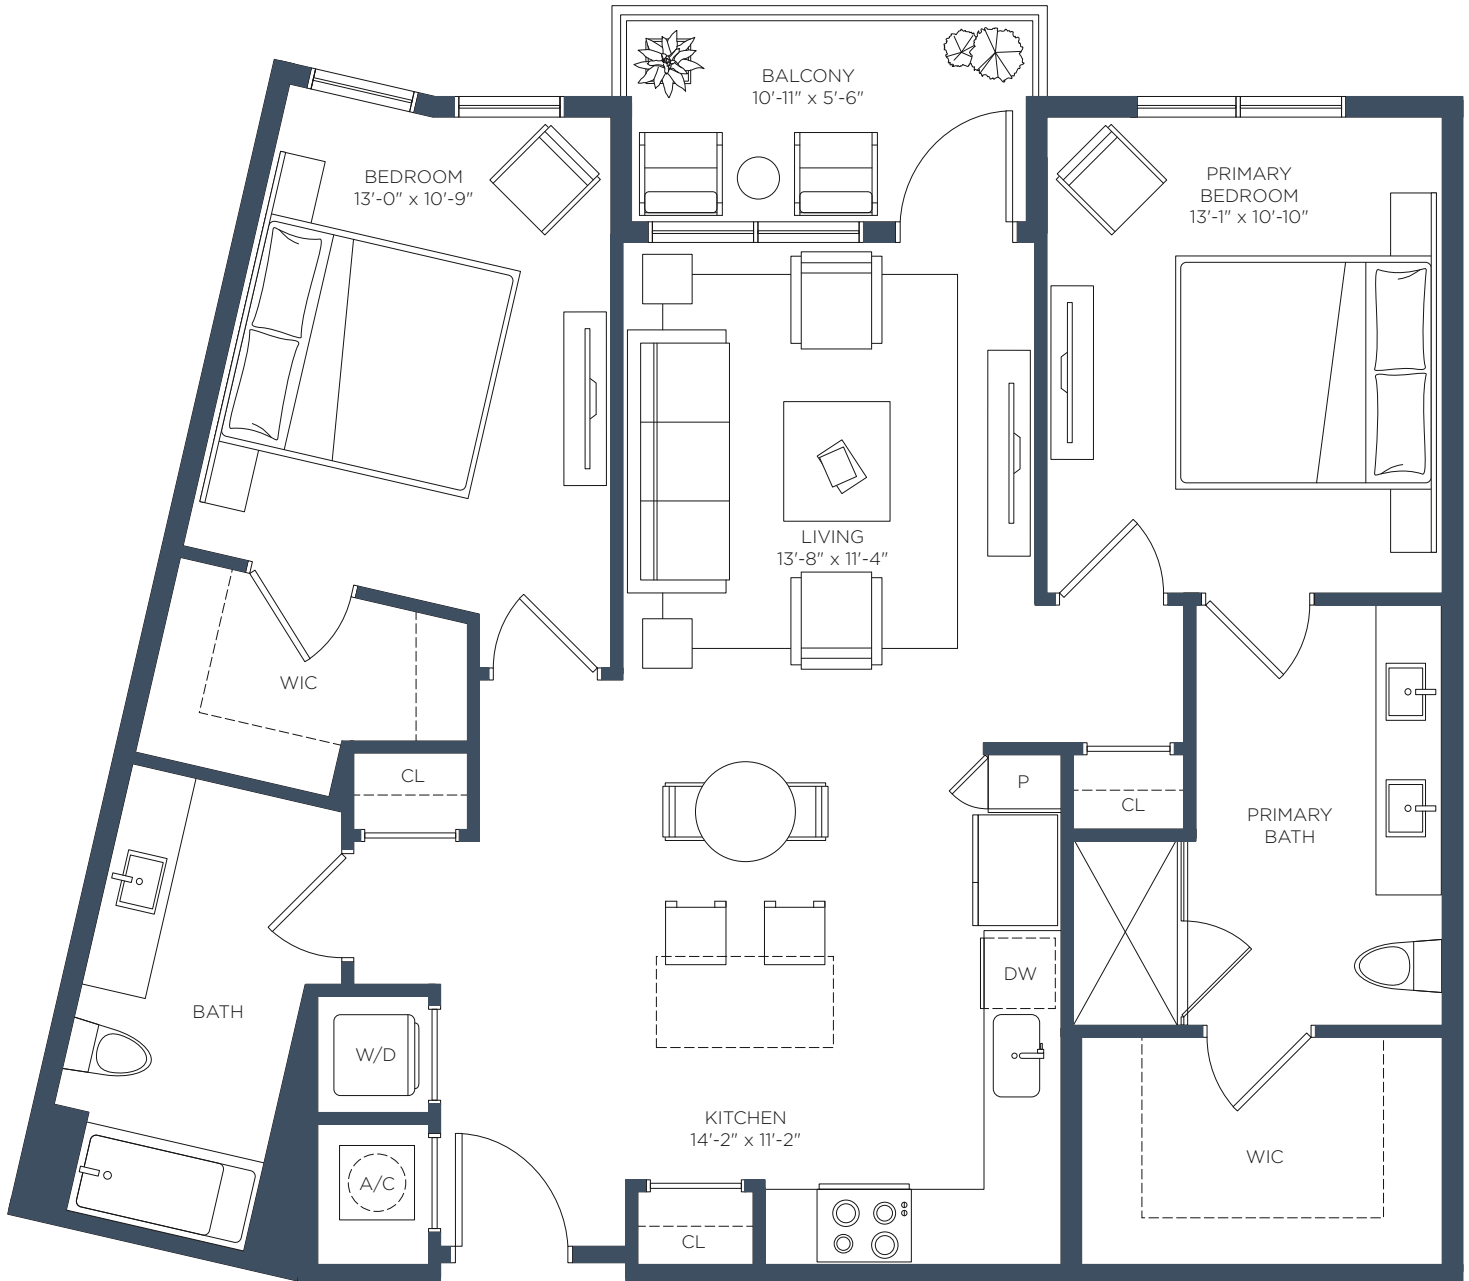 BALCONY
10'-11" x 5'-6"
BEDROOM
13'-0" x 10'-9"
PRIMARY
BEDROOM
13'-1" x 10'-10"
LIVING
13'-8" x 11'-4"
WIC
CL
P
CL
PRIMARY
BATH
DW
BATH
W/D
KITCHEN
14'-2" x 11'-2"
WIC
A/C
CL